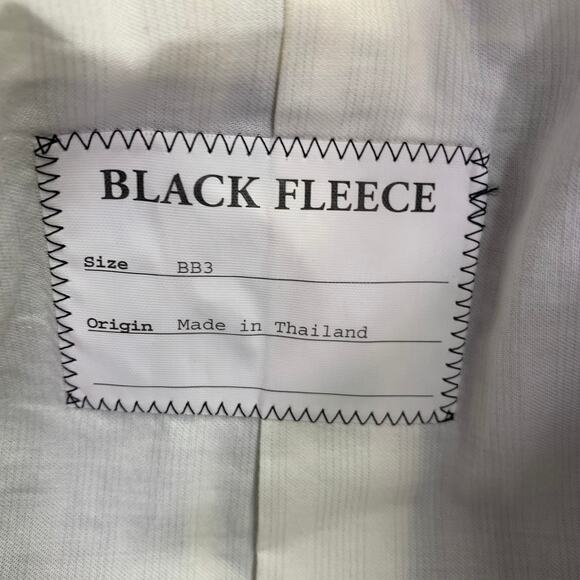 BLACK FLEECE
Size BB3
Origin Made in Thailand